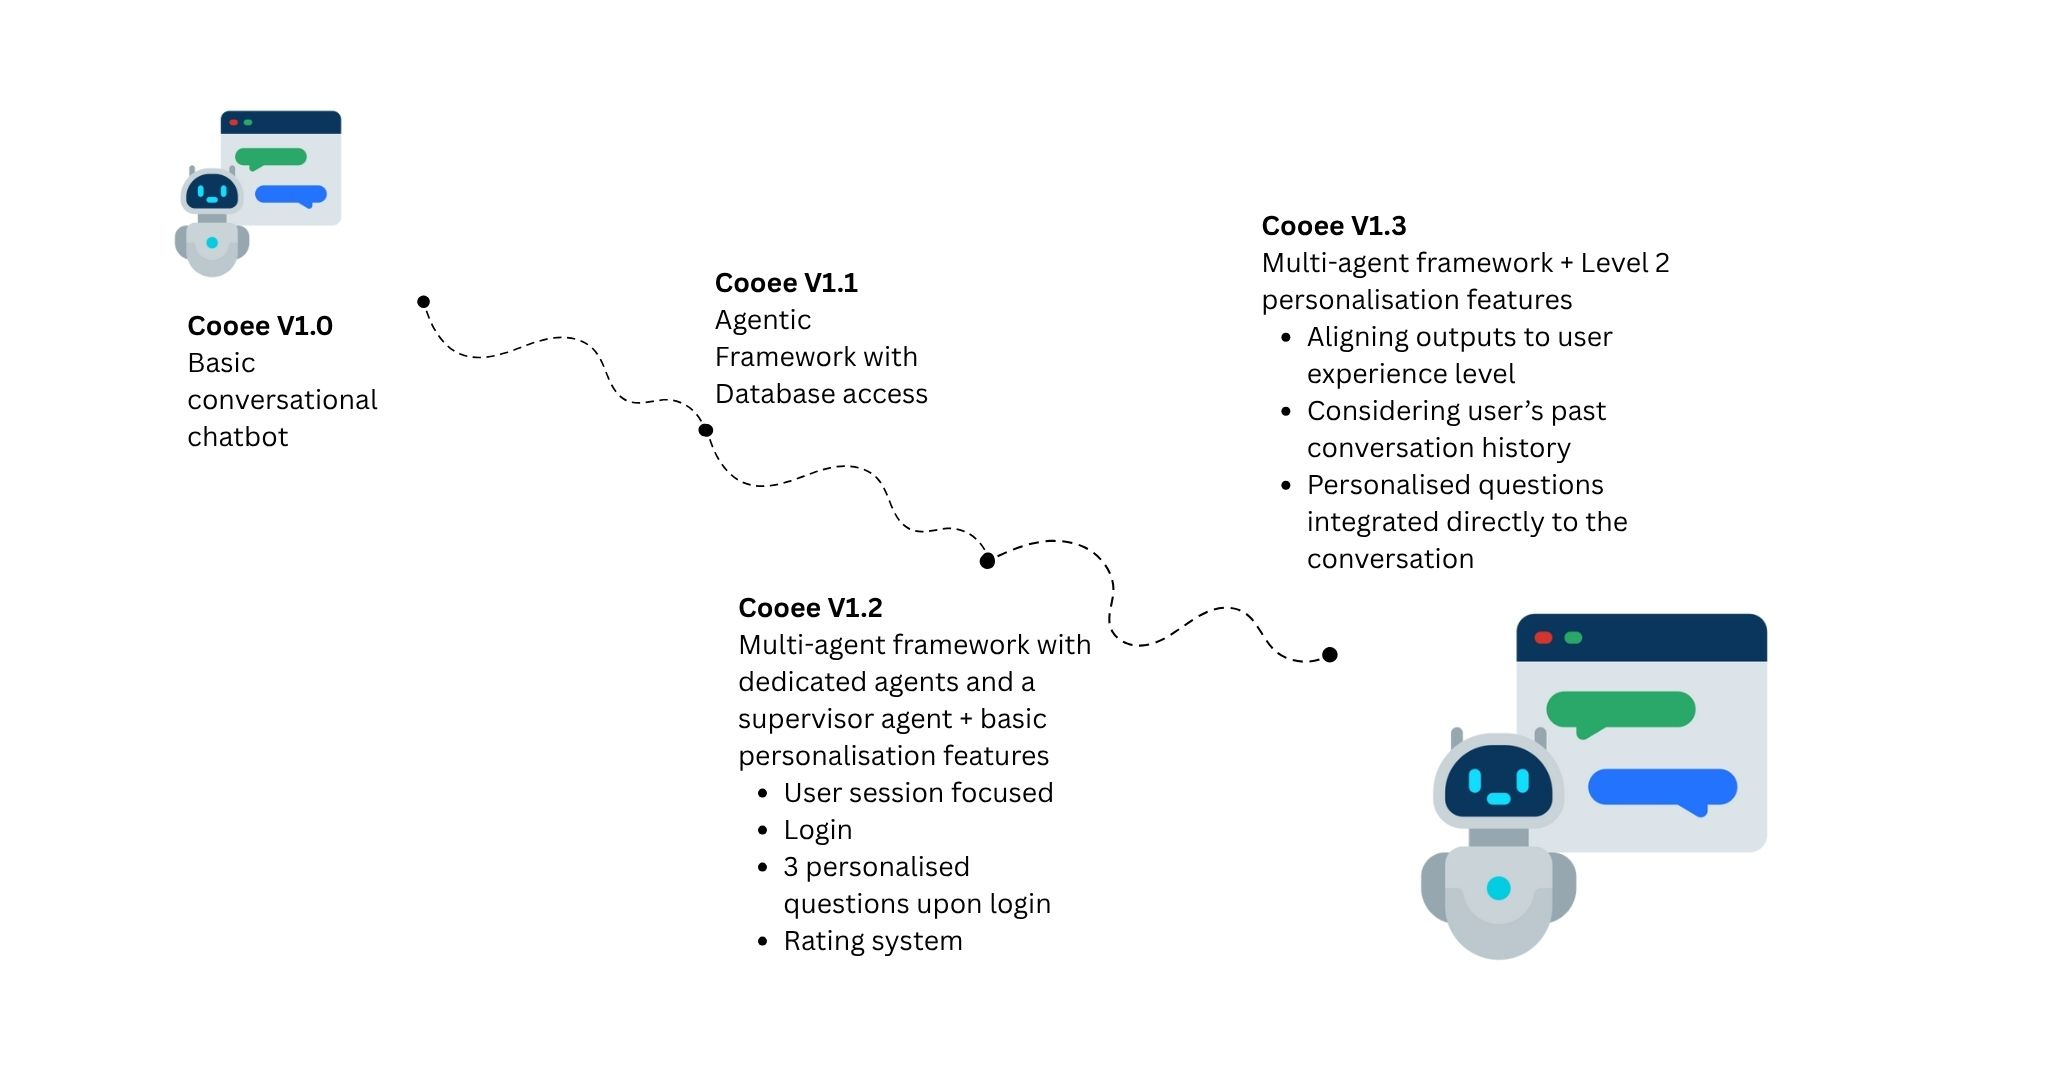 Cooee V1.0
Basic
conversational
chatbot
Cooee V1.1
Agentic
Framework with
Database access
Cooee V1.2
Multi-agent framework with
dedicated agents and a
supervisor agent + basic
personalisation features
• User session focused
• Login
• 3 personalised
questions upon login
• Rating system
Cooee V1.3
Multi-agent framework + Level 2
personalisation features
• Aligning outputs to user
experience level
• Considering user’s past
conversation history
• Personalised questions
integrated directly to the
conversation